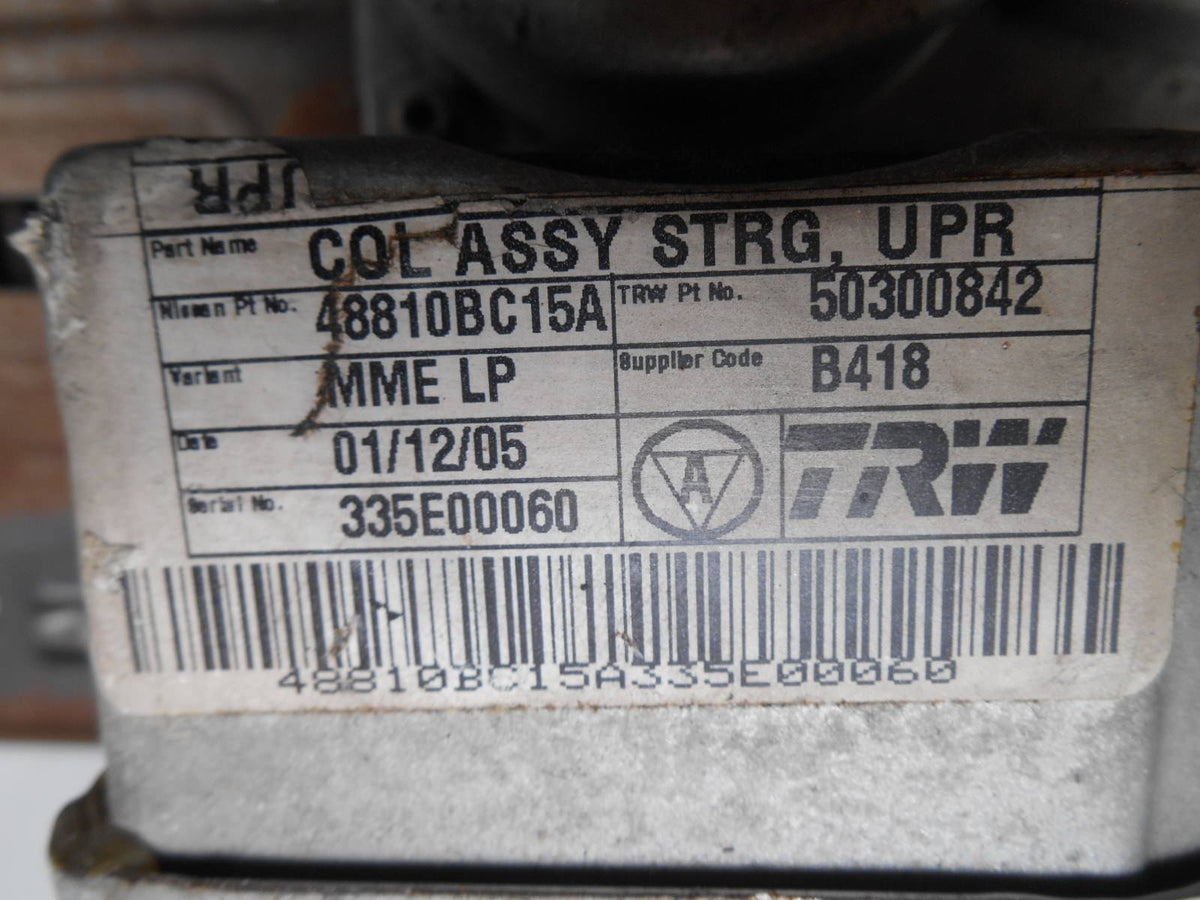 UPR
Part Name COL ASSY STRG, UPR
Nissan Pt No. 48810BC15A TRW Pt No. 50300842
Variant MME LP Supplier Code B418
Date 01/12/05
A TRW
Serial No. 335E00060
48810BC15A335E00060